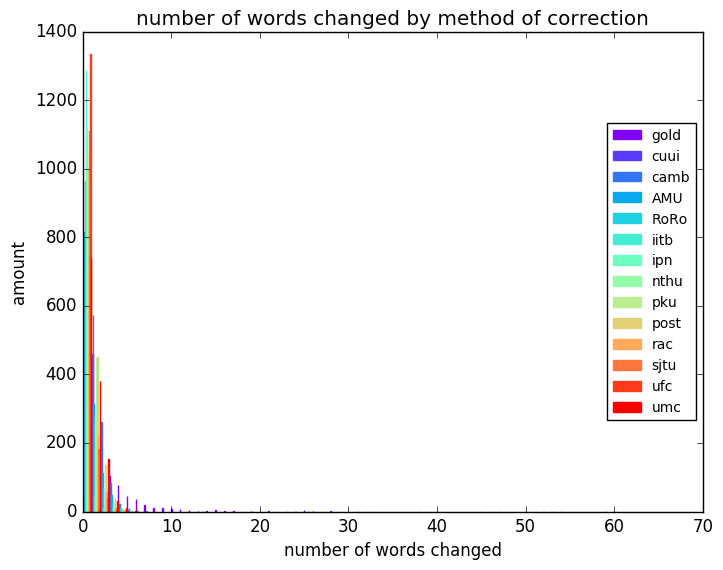 number of words changed by method of correction
1400
1200
1000
800
600
400
200
0
amount
0 10 20 30 40 50 60 70
number of words changed
gold
cuui
camb
AMU
RoRo
iitb
ipn
nthu
pku
post
rac
sjtu
ufc
umc